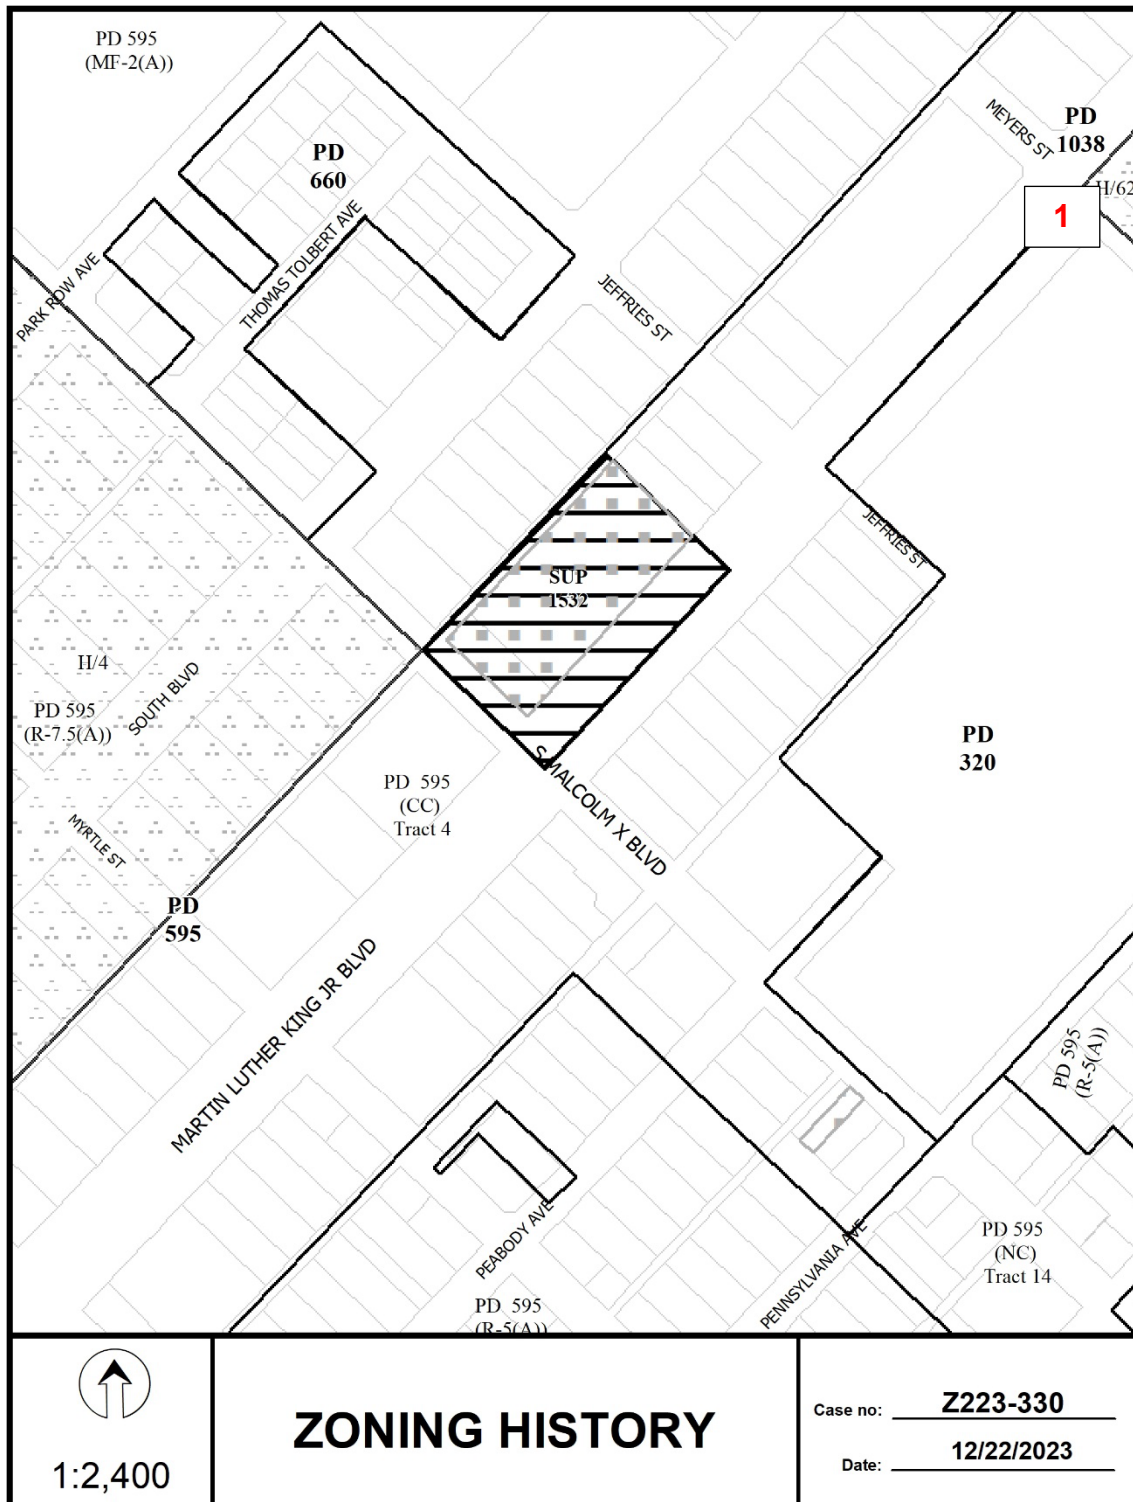 PD 595
(MF-2(A))
PD
660
MEYERS ST
PD
1038
H/62
1
PARK ROW AVE
THOMAS TOLBERT AVE
JEFFRIES ST
JEFFRIES ST
SUP
1532
H/4
PD 595
(R-7.5(A))
SOUTH BLVD
PD 595
(CC)
Tract 4
S MALCOLM X BLVD
PD
320
MYRTLE ST
PD
595
MARTIN LUTHER KING JR BLVD
PD 595
(R-5(A))
PEABODY AVE
PENNSYLVANIA AVE
PD 595
(NC)
Tract 14
PD 595
(R-5(A))
1:2,400
ZONING HISTORY
Case no: Z223-330
Date: 12/22/2023